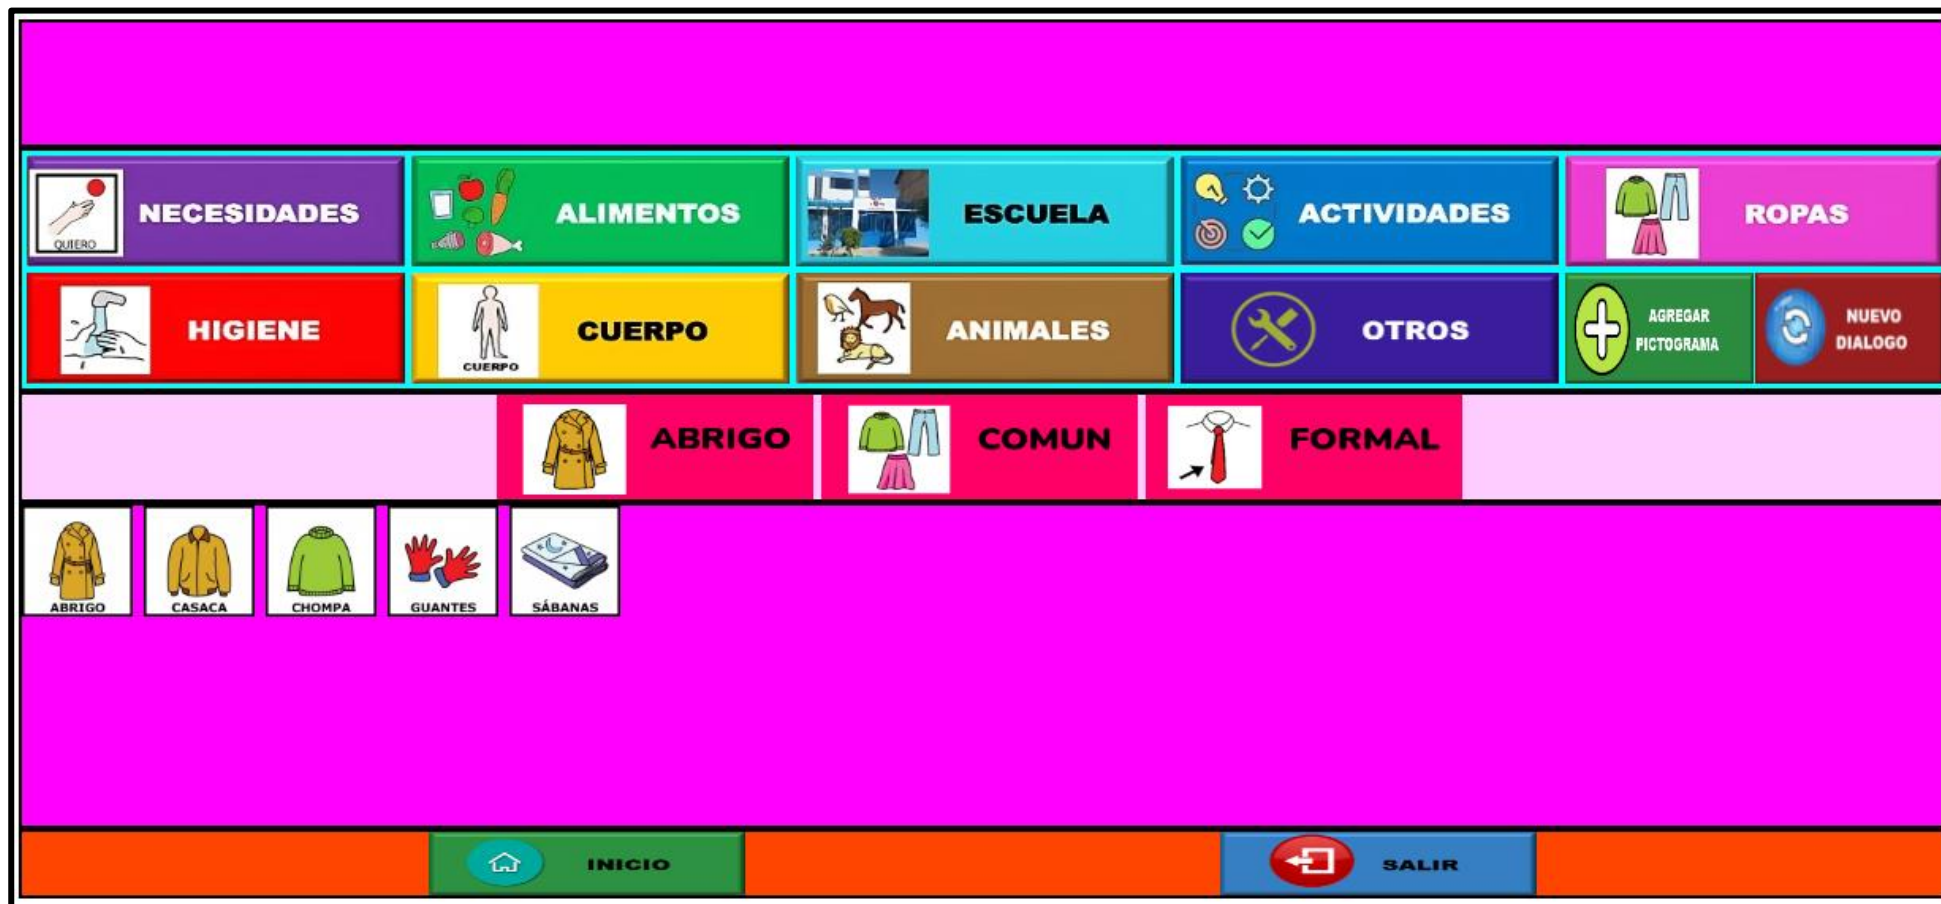 QUIERO
NECESIDADES
ALIMENTOS
ESCUELA
ACTIVIDADES
ROPAS
HIGIENE
CUERPO
CUERPO
ANIMALES
OTROS
AGREGAR
PICTOGRAMA
NUEVO
DIALOGO
ABRIGO
COMUN
FORMAL
ABRIGO
CASACA
CHOMPA
GUANTES
SÁBANAS
INICIO
SALIR